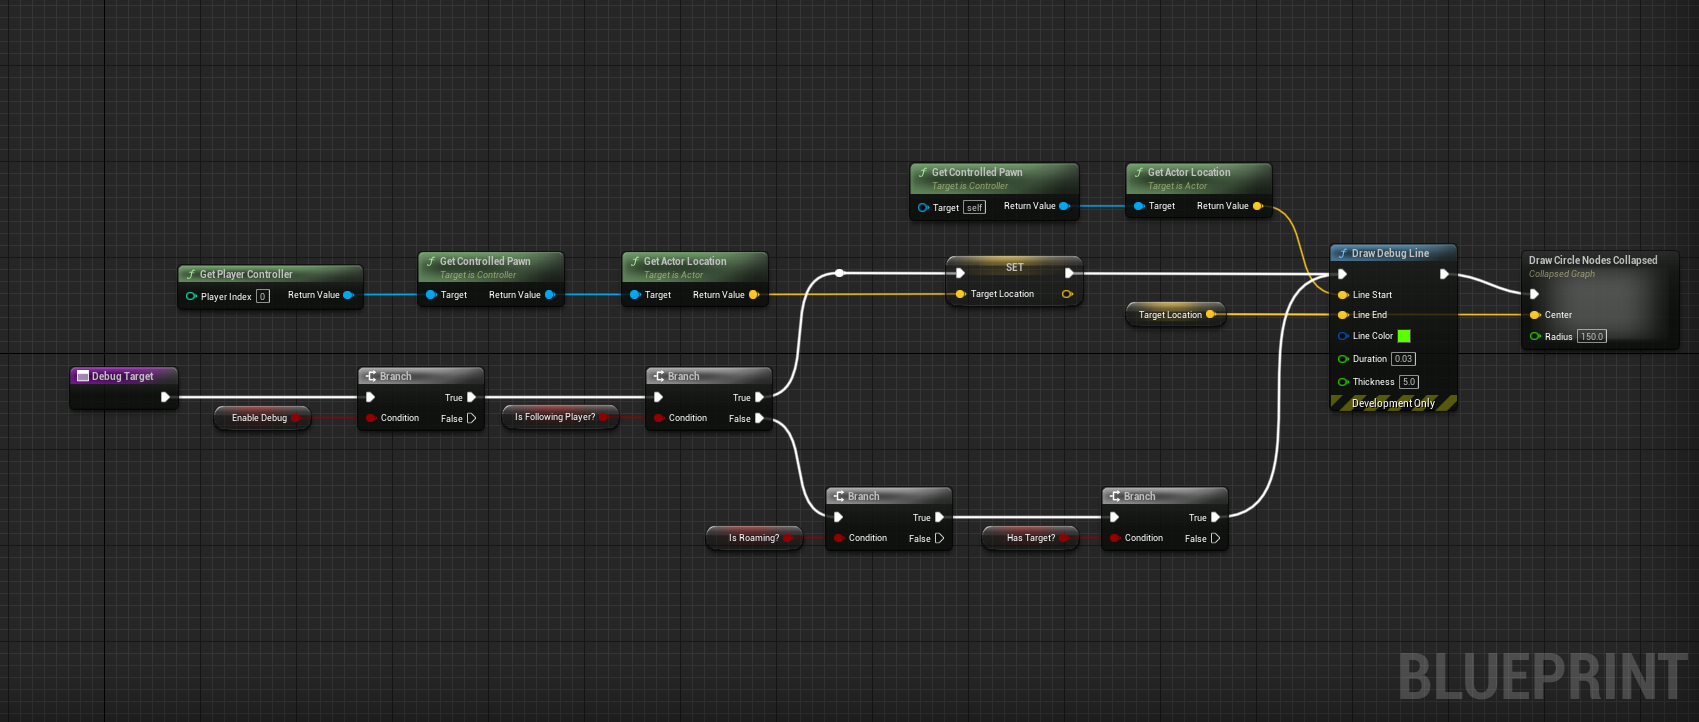 Get Controlled Pawn
Target is Controller
Target self Return Value
Get Actor Location
Target is Actor
Target Return Value
Get Player Controller
Player Index 0 Return Value
Get Controlled Pawn
Target is Controller
Target Return Value
Get Actor Location
Target is Actor
Target Return Value
SET
Target Location
Target Location
Draw Debug Line
Line Start
Line End
Line Color
Duration 0.03
Thickness 5.0
Development Only
Draw Circle Nodes Collapsed
Collapsed Graph
Center
Radius 150.0
Debug Target
Enable Debug
Branch
True
Condition False
Is Following Player?
Branch
True
Condition False
Is Roaming?
Branch
True
Condition False
Has Target?
Branch
True
Condition False
BLUEPRINT